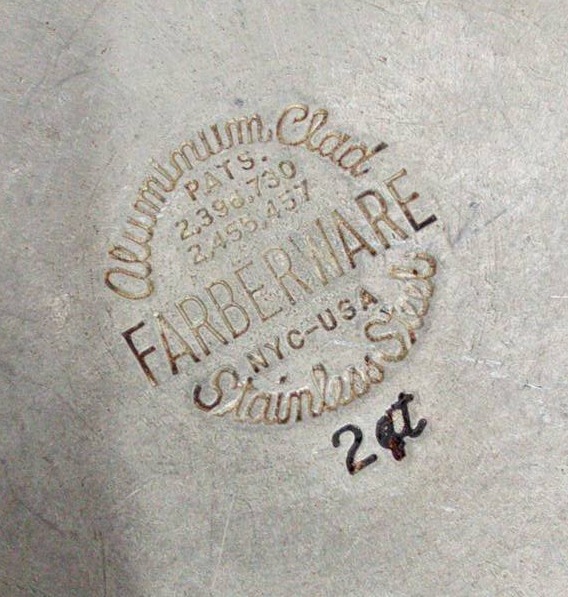 Aluminum Clad
PATS.
2,398,730
2,455,457
FARBERWARE
NYC-USA
Stainless Steel
2 qt